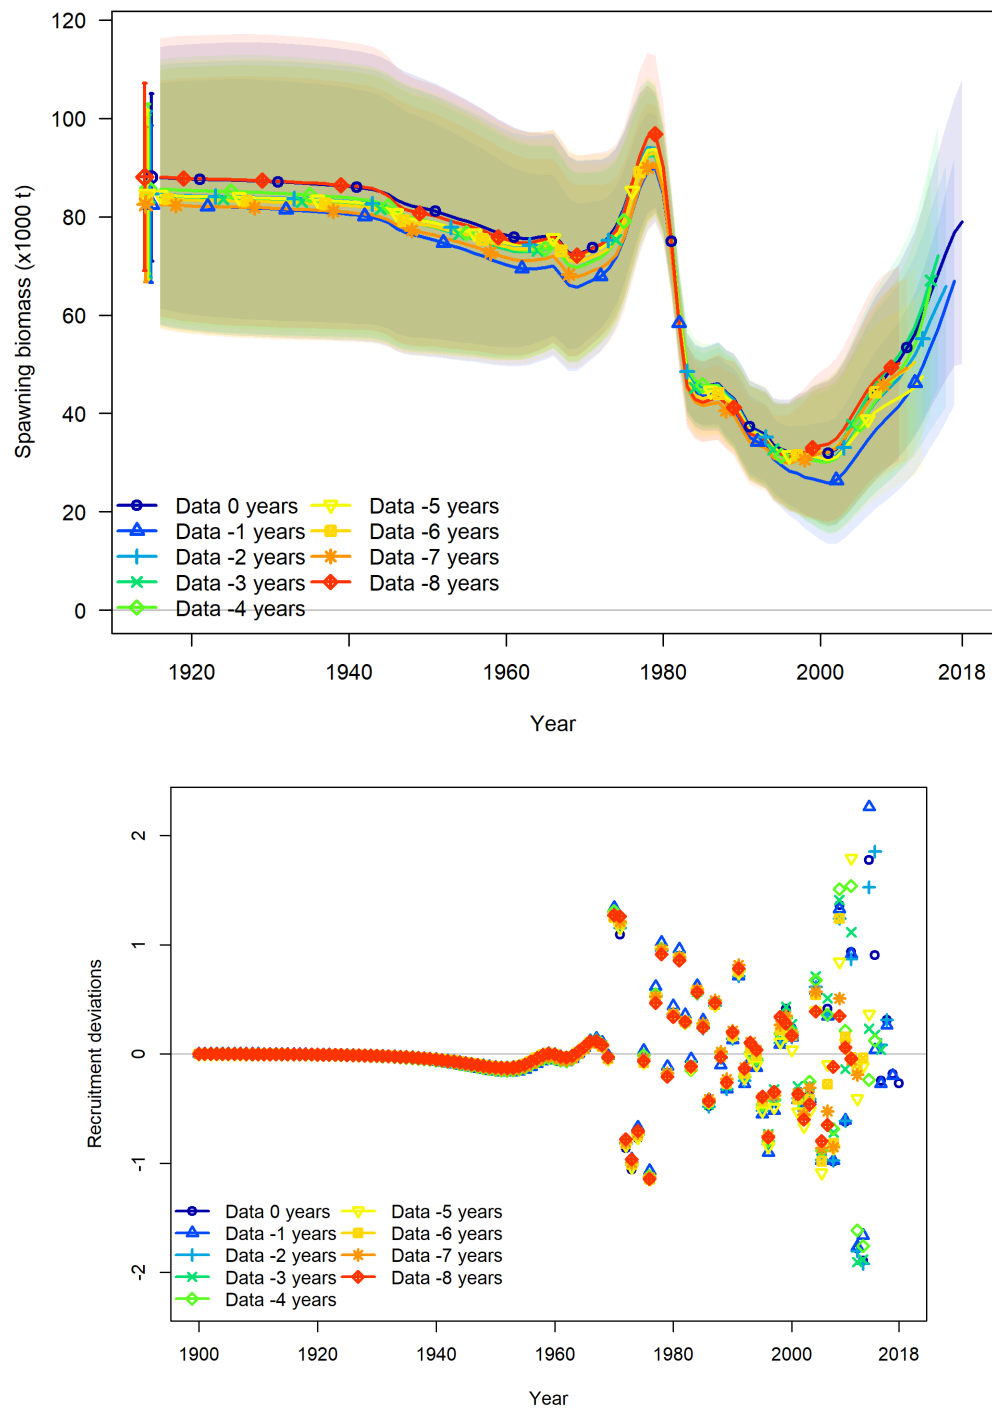 120
100
80
60
40
20
0
Spawning biomass (x1000 t)
Data 0 years
Data -1 years
Data -2 years
Data -3 years
Data -4 years
Data -5 years
Data -6 years
Data -7 years
Data -8 years
1920 1940 1960 1980 2000 2018
Year
2
1
0
-1
-2
Recruitment deviations
Data 0 years
Data -1 years
Data -2 years
Data -3 years
Data -4 years
Data -5 years
Data -6 years
Data -7 years
Data -8 years
1900 1920 1940 1960 1980 2000 2018
Year